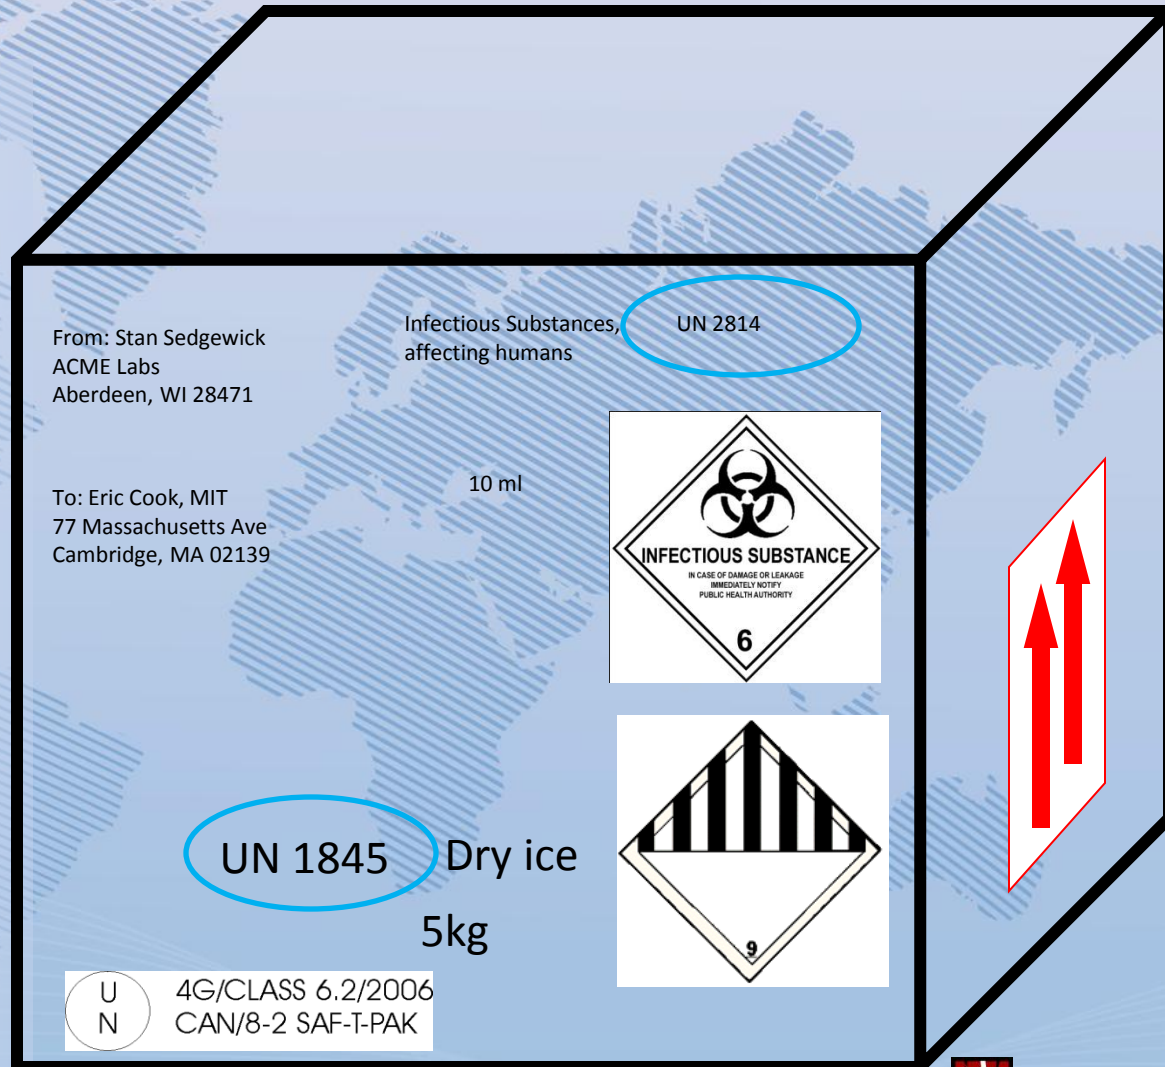 From: Stan Sedgewick
ACME Labs
Aberdeen, WI 28471
Infectious Substances,
affecting humans
UN 2814
To: Eric Cook, MIT
77 Massachusetts Ave
Cambridge, MA 02139
10 ml
INFECTIOUS SUBSTANCE
IN CASE OF DAMAGE OR LEAKAGE
IMMEDIATELY NOTIFY
PUBLIC HEALTH AUTHORITY
6
UN 1845
Dry ice
5kg
9
U
N
4G/CLASS 6.2/2006
CAN/8-2 SAF-T-PAK